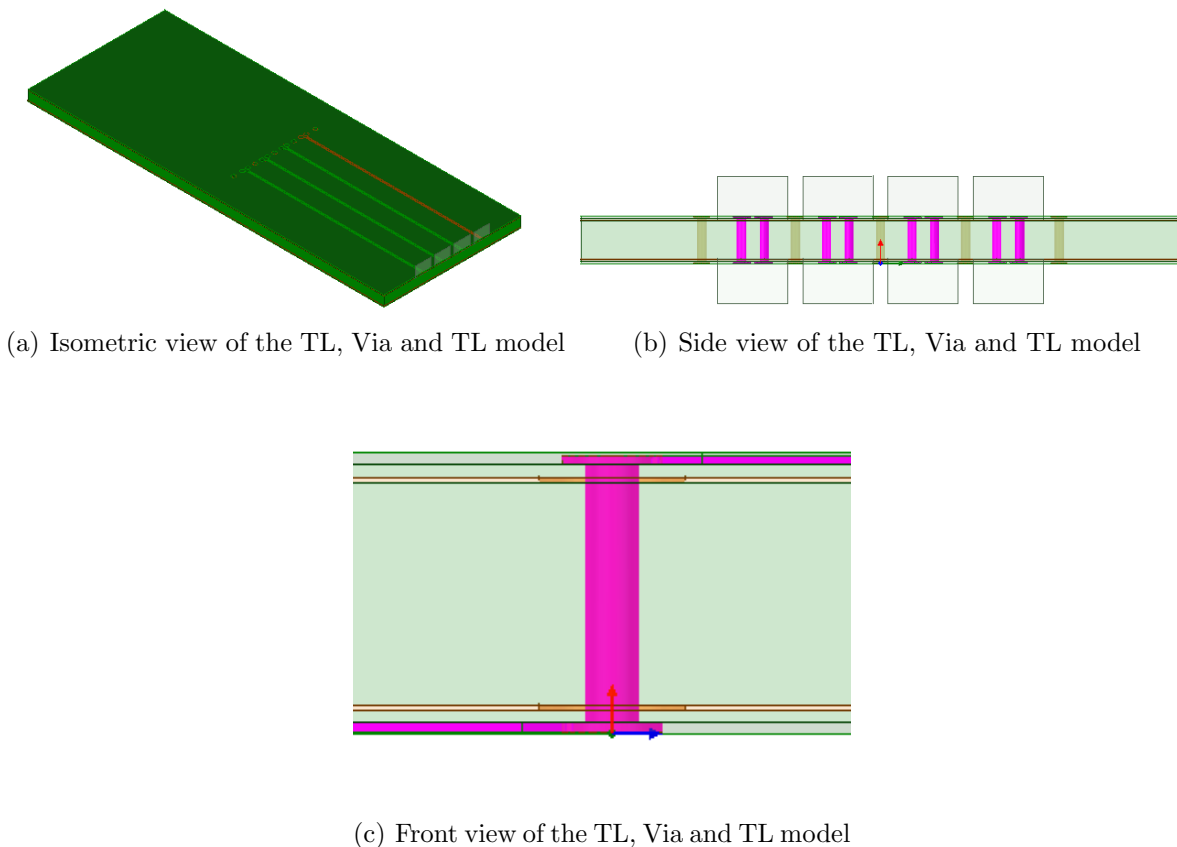 (a) Isometric view of the TL, Via and TL model
(b) Side view of the TL, Via and TL model
(c) Front view of the TL, Via and TL model